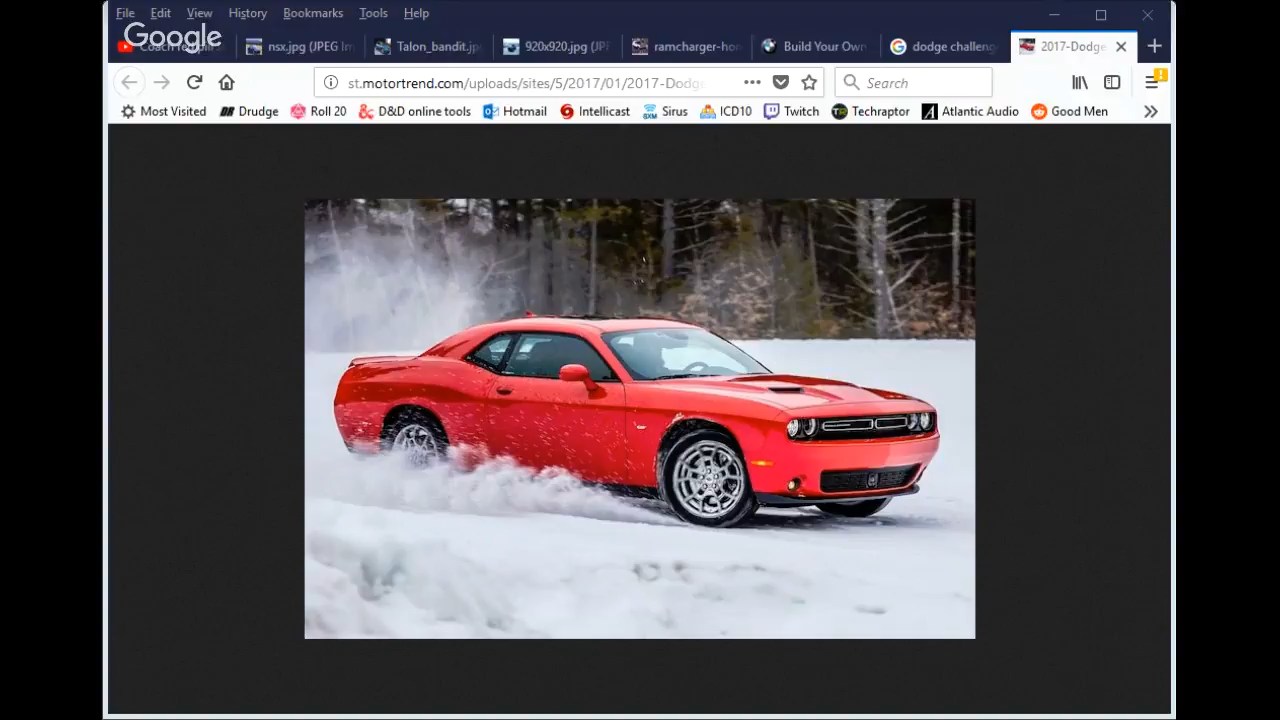 File Edit View History Bookmarks Tools Help
Google
nsx.jpg (JPEG Im Talon_bandit.jp 920x920.jpg (JP ramcharger-hor Build Your Own dodge challeng 2017-Dodge
st.motortrend.com/uploads/sites/5/2017/01/2017-Dodg Search
Most Visited Drudge Roll 20 D&D online tools Hotmail Intellicast Sirus ICD10 Twitch Techraptor Atlantic Audio Good Men